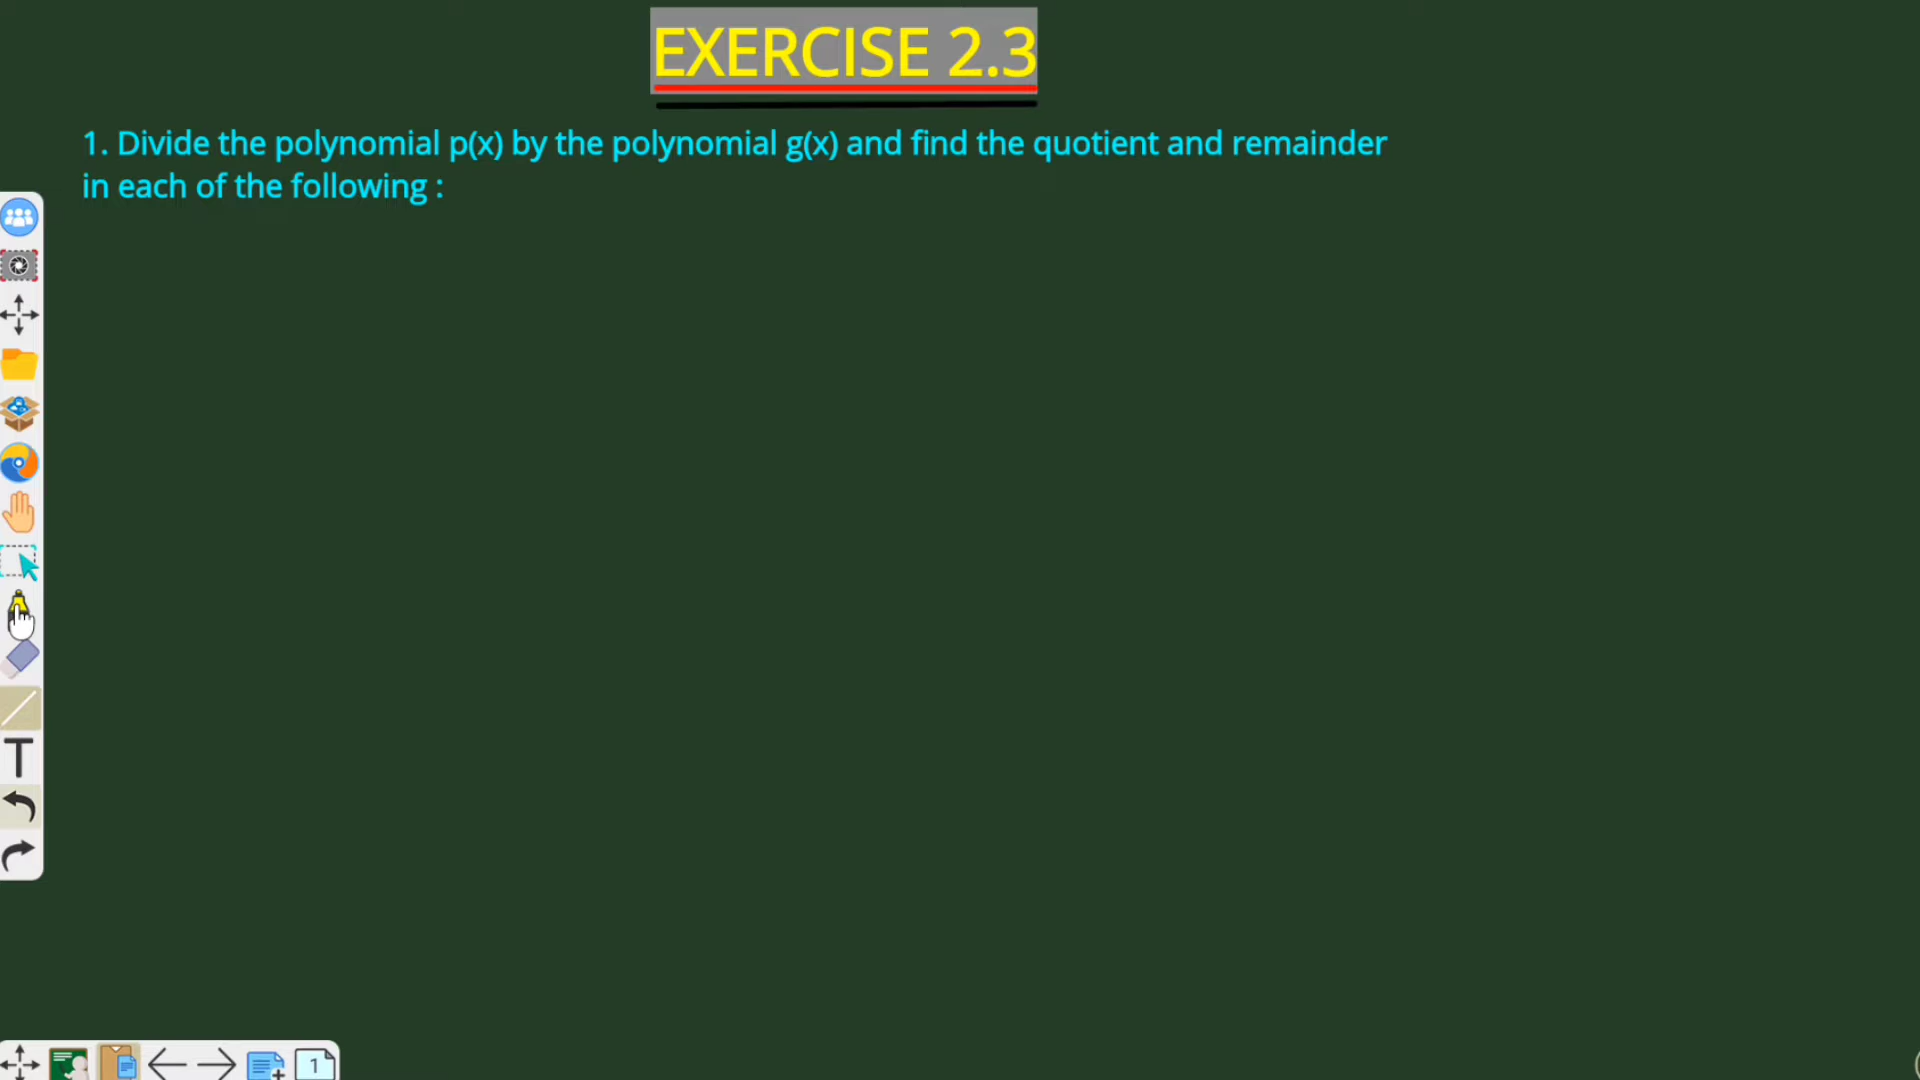 EXERCISE 2.3
1. Divide the polynomial p(x) by the polynomial g(x) and find the quotient and remainder
in each of the following :
T
1